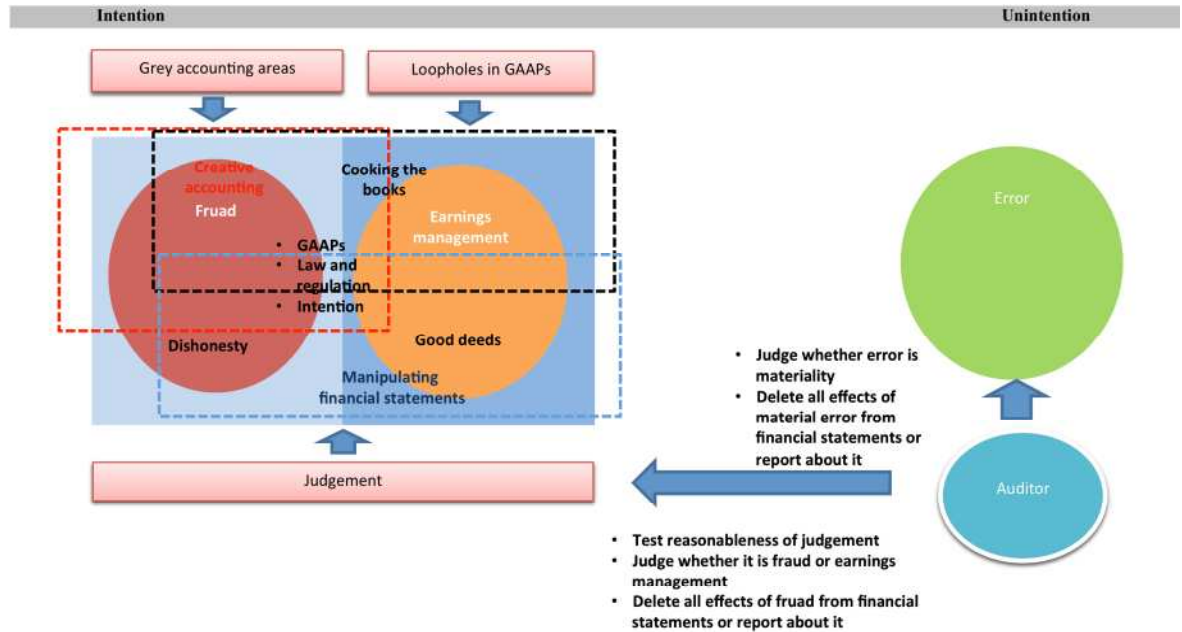 Intention
Unintention
Grey accounting areas
Loopholes in GAAPs
Creative
accounting
Fruad
Cooking the
books
Earnings
management
• GAAPs
• Law and
regulation
• Intention
Dishonesty
Good deeds
Manipulating
financial statements
Judgement
Error
• Judge whether error is
materiality
• Delete all effects of
material error from
financial statements or
report about it
Auditor
• Test reasonableness of judgement
• Judge whether it is fraud or earnings
management
• Delete all effects of fruad from financial
statements or report about it